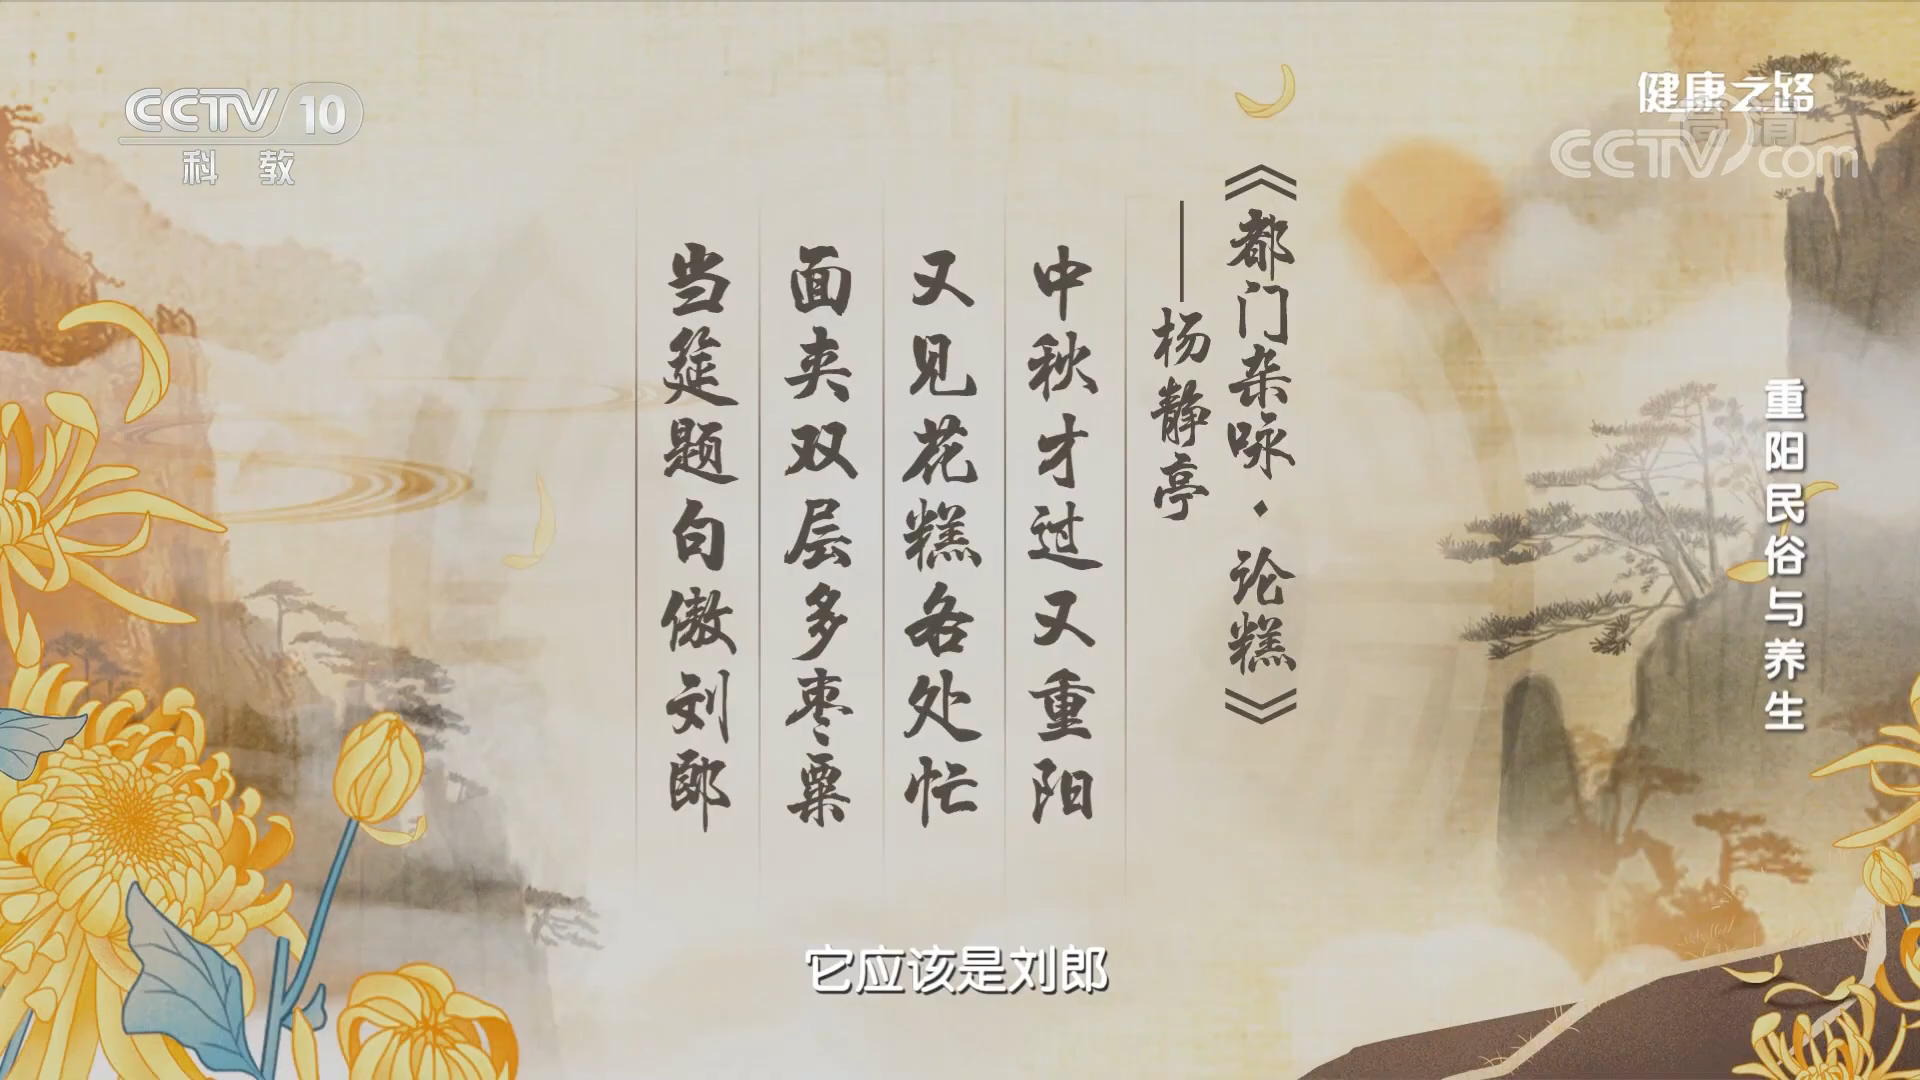 CCTV 10
科教
健康之路
高清
CCTV.com
《都门杂咏·论糕》
——杨静亭
中秋才过又重阳
又见花糕各处忙
面夹双层多枣粟
当筵题句傲刘郎
重阳民俗与养生
它应该是刘郎